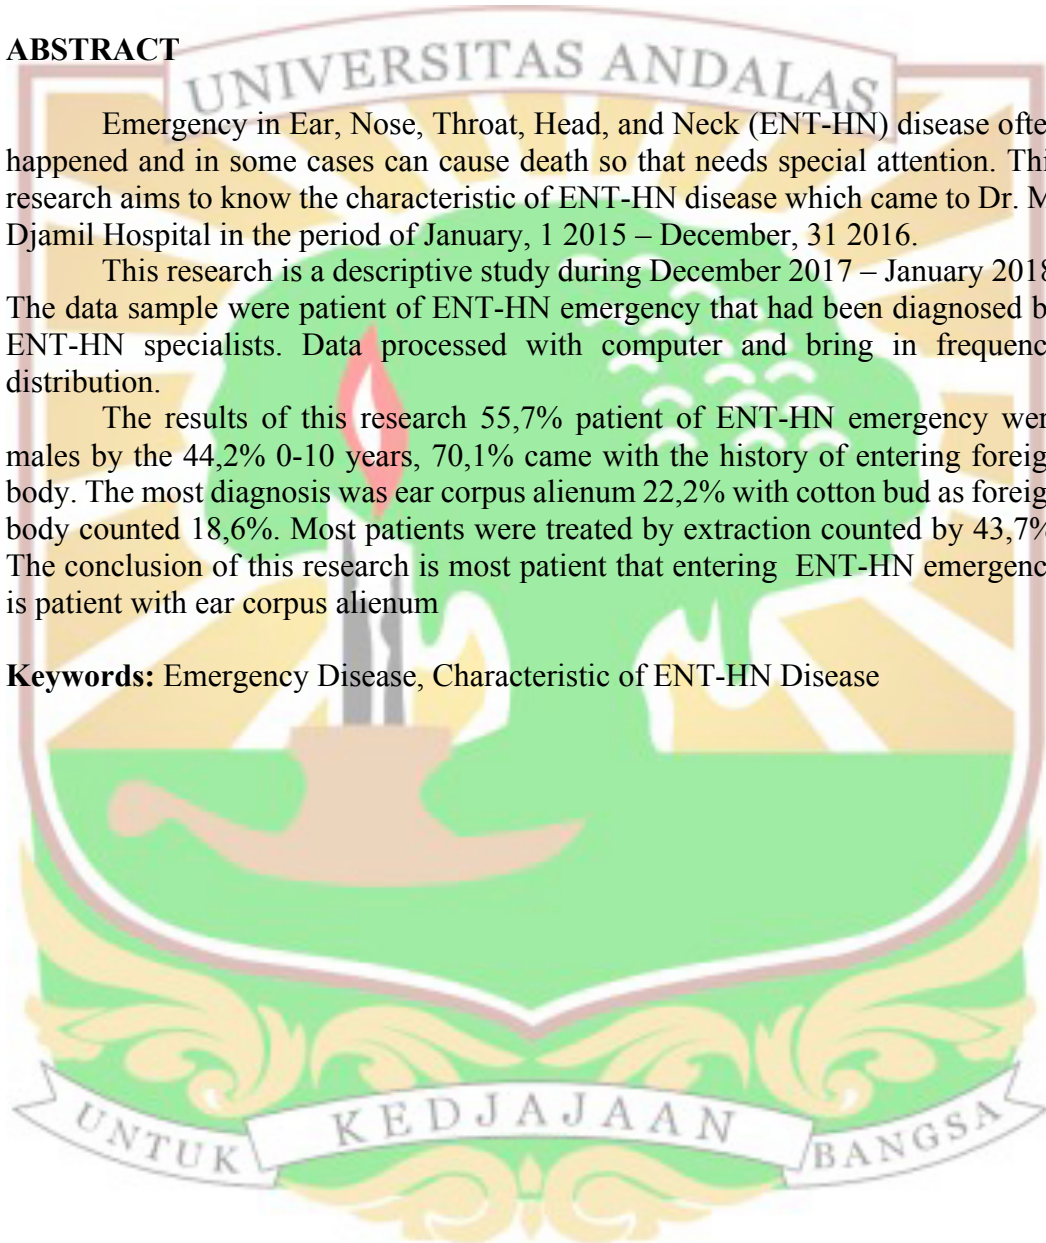 ABSTRACT
UNIVERSITAS ANDALAS
Emergency in Ear, Nose, Throat, Head, and Neck (ENT-HN) disease ofte
happened and in some cases can cause death so that needs special attention. Thi
research aims to know the characteristic of ENT-HN disease which came to Dr. M
Djamil Hospital in the period of January, 1 2015 – December, 31 2016.
This research is a descriptive study during December 2017 – January 2018
The data sample were patient of ENT-HN emergency that had been diagnosed b
ENT-HN specialists. Data processed with computer and bring in frequenc
distribution.
The results of this research 55,7% patient of ENT-HN emergency wer
males by the 44,2% 0-10 years, 70,1% came with the history of entering foreig
body. The most diagnosis was ear corpus alienum 22,2% with cotton bud as foreig
body counted 18,6%. Most patients were treated by extraction counted by 43,7%
The conclusion of this research is most patient that entering ENT-HN emergenc
is patient with ear corpus alienum
Keywords: Emergency Disease, Characteristic of ENT-HN Disease
UNTUK KEDJAJAAN BANGSA